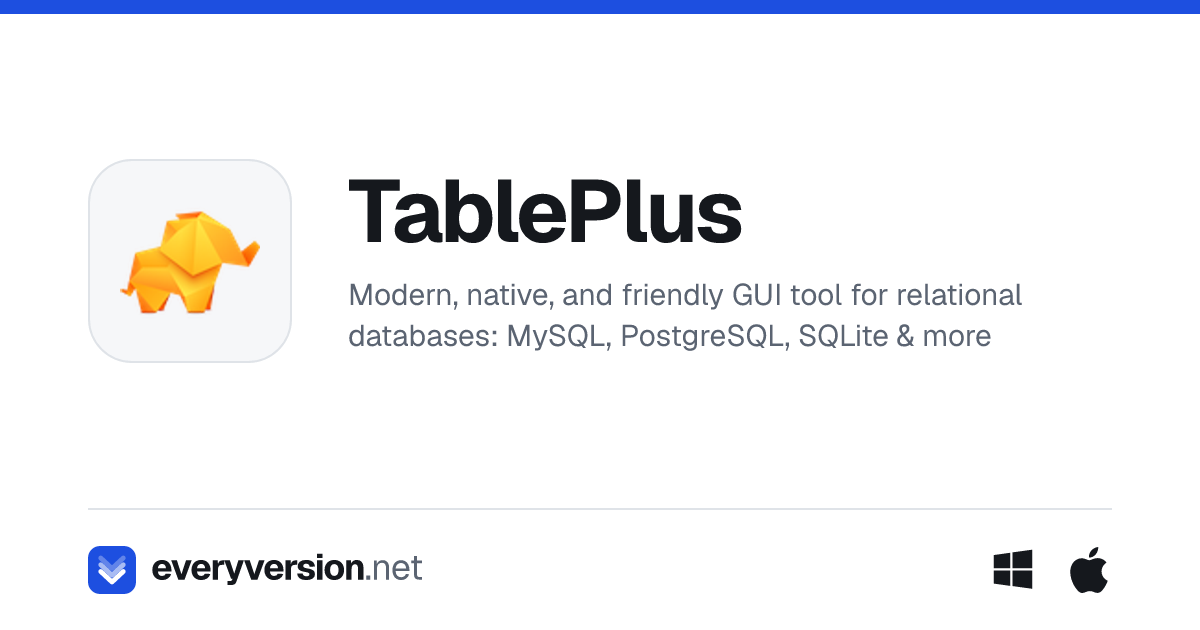 TablePlus
Modern, native, and friendly GUI tool for relational
databases: MySQL, PostgreSQL, SQLite & more
everyversion.net